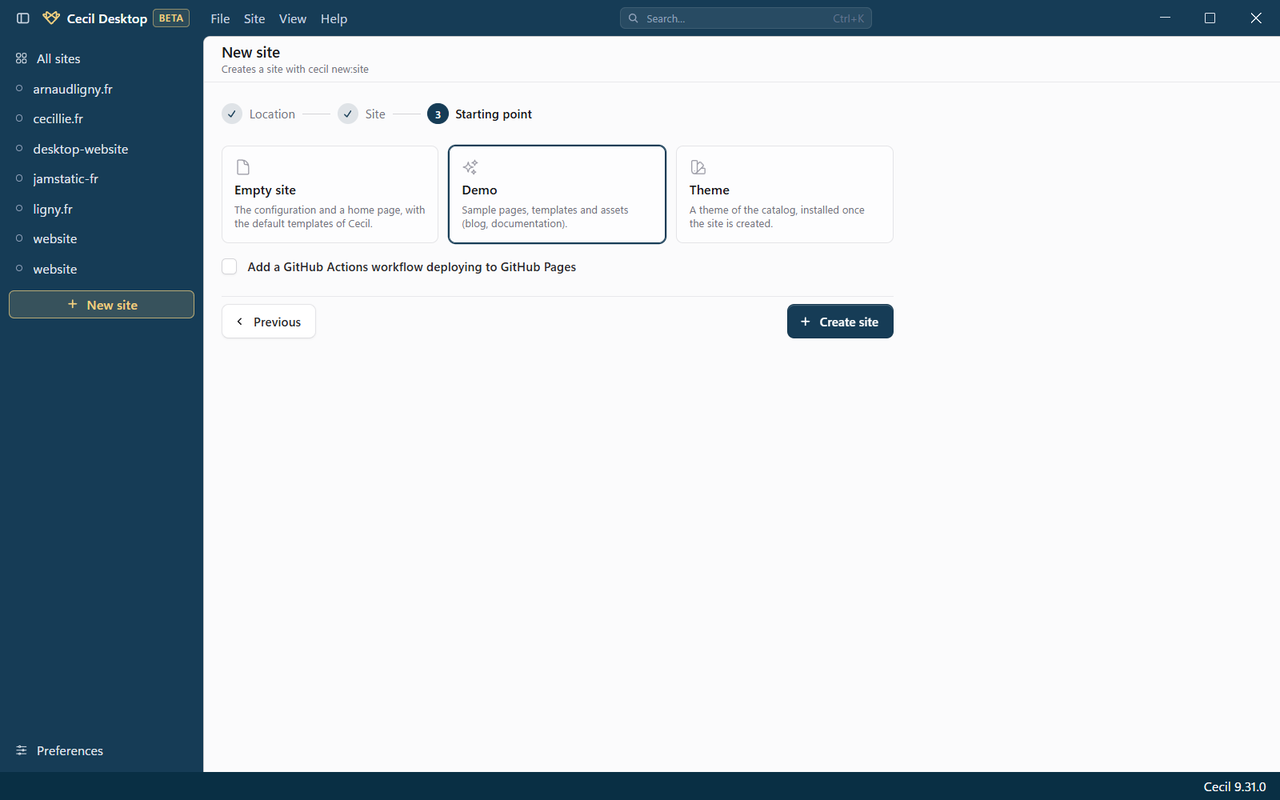 Cecil Desktop BETA File Site View Help Search... Ctrl+K
All sites
arnaudligny.fr
cecillie.fr
desktop-website
jamstatic-fr
ligny.fr
website
website
New site
Preferences
New site
Creates a site with cecil new:site
Location Site 3 Starting point
Empty site
The configuration and a home page, with
the default templates of Cecil.
Demo
Sample pages, templates and assets
(blog, documentation).
Theme
A theme of the catalog, installed once
the site is created.
Add a GitHub Actions workflow deploying to GitHub Pages
Previous
Create site
Cecil 9.31.0